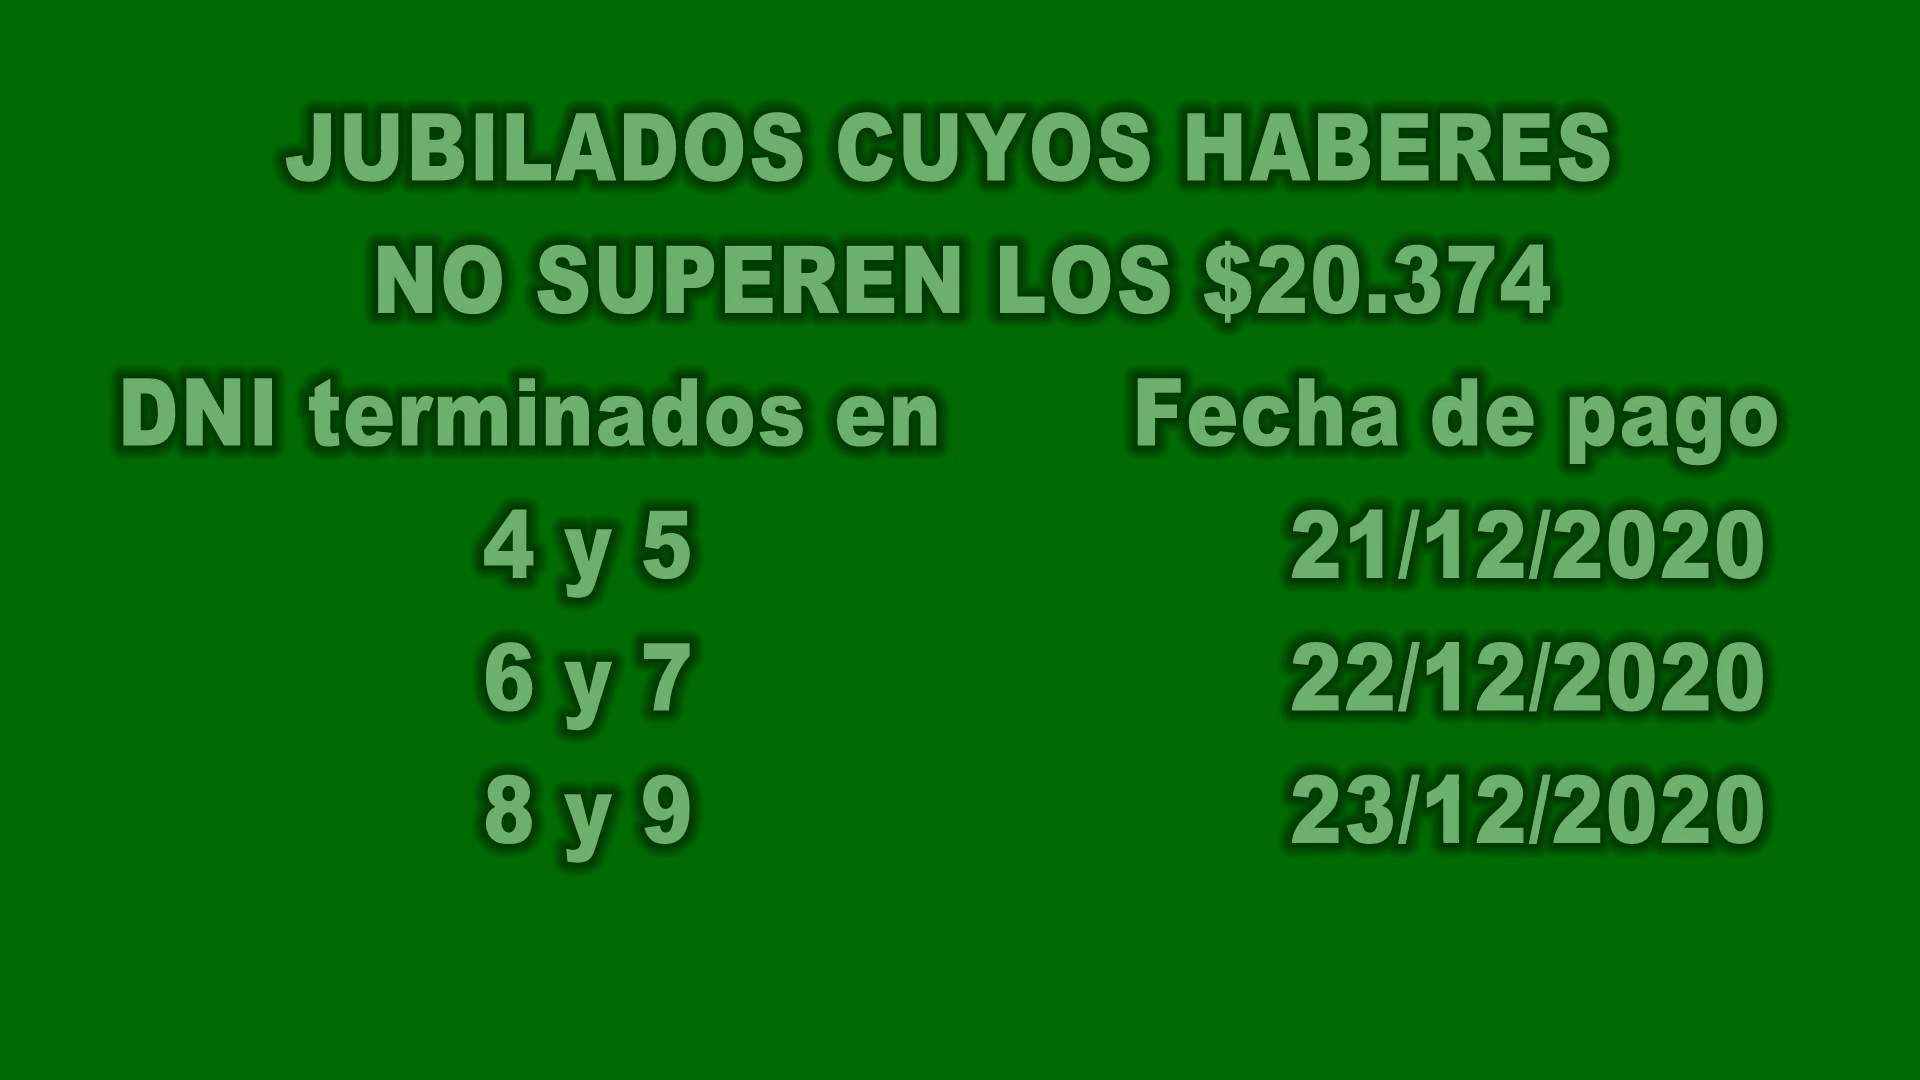 JUBILADOS CUYOS HABERES
NO SUPEREN LOS $20.374
DNI terminados en Fecha de pago
4 y 5 21/12/2020
6 y 7 22/12/2020
8 y 9 23/12/2020